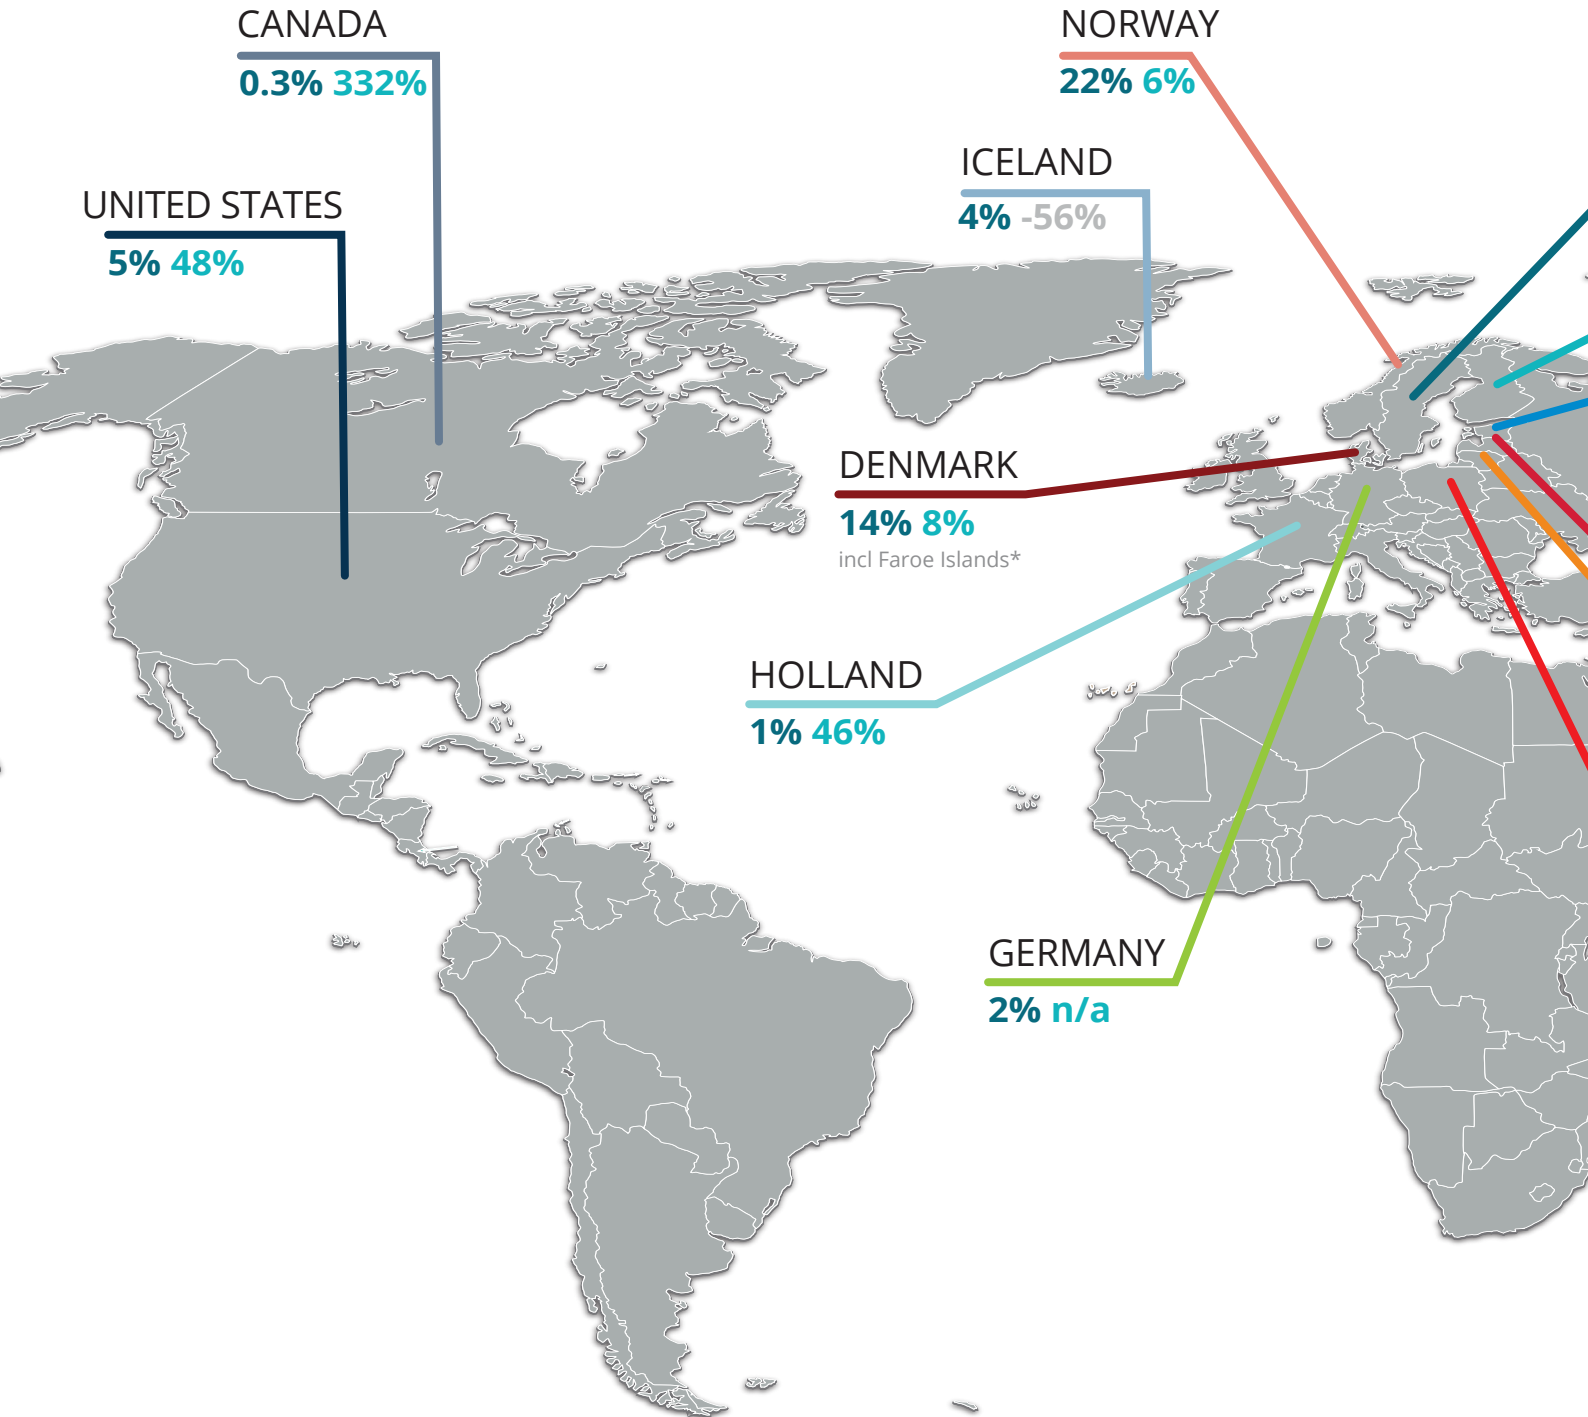 CANADA
0.3% 332%
NORWAY
22% 6%
ICELAND
4% -56%
UNITED STATES
5% 48%
DENMARK
14% 8%
incl Faroe Islands*
HOLLAND
1% 46%
GERMANY
2% n/a